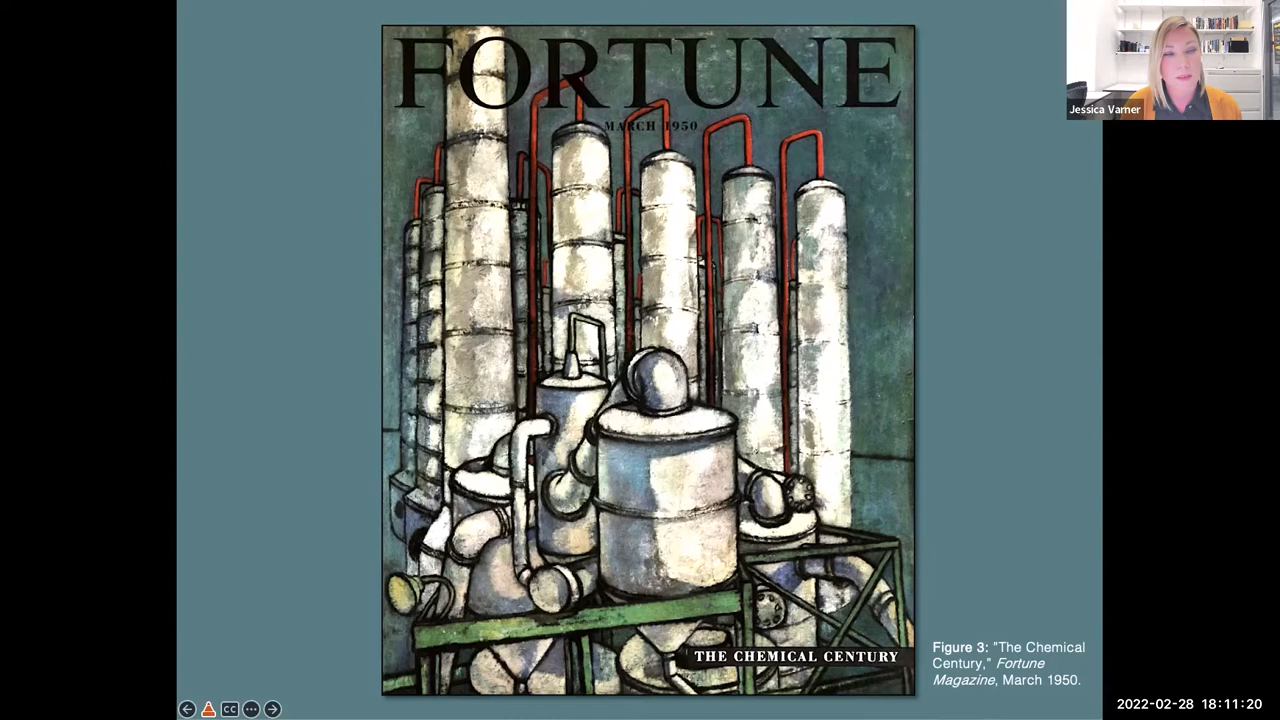 FORTUNE
MARCH 1950
THE CHEMICAL CENTURY
Jessica Varner
Figure 3: "The Chemical
Century," Fortune
Magazine, March 1950.
CC
2022-02-28 18:11:20